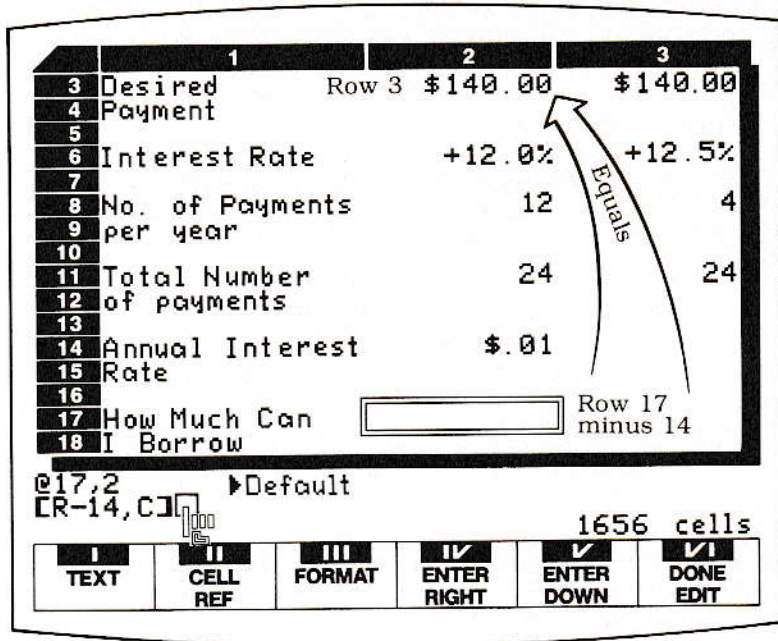 1 2 3
3 Desired Row 3 $140.00 $140.00
4 Payment
5
6 Interest Rate +12.0% +12.5%
7
8 No. of Payments 12 4
9 per year
10
11 Total Number 24 24
12 of payments
13
14 Annual Interest $.01
15 Rate
16
17 How Much Can
18 I Borrow
Equals
Row 17
minus 14
@17,2 ▶Default
[R-14,C]
1656 cells
I II III IV V VI
TEXT CELL REF FORMAT ENTER RIGHT ENTER DOWN DONE EDIT